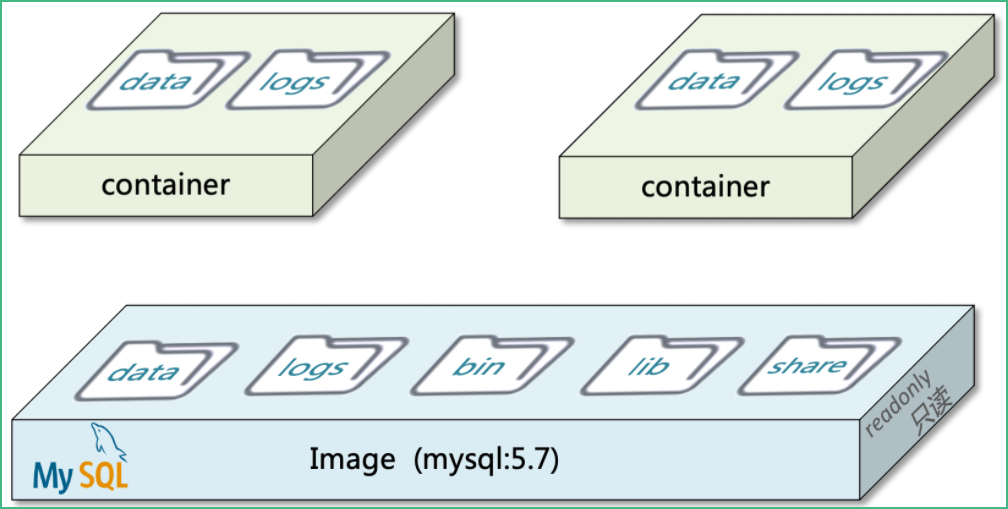 data
logs
container
data
logs
container
data
logs
bin
lib
share
readonly
只读
MySQL
Image (mysql:5.7)